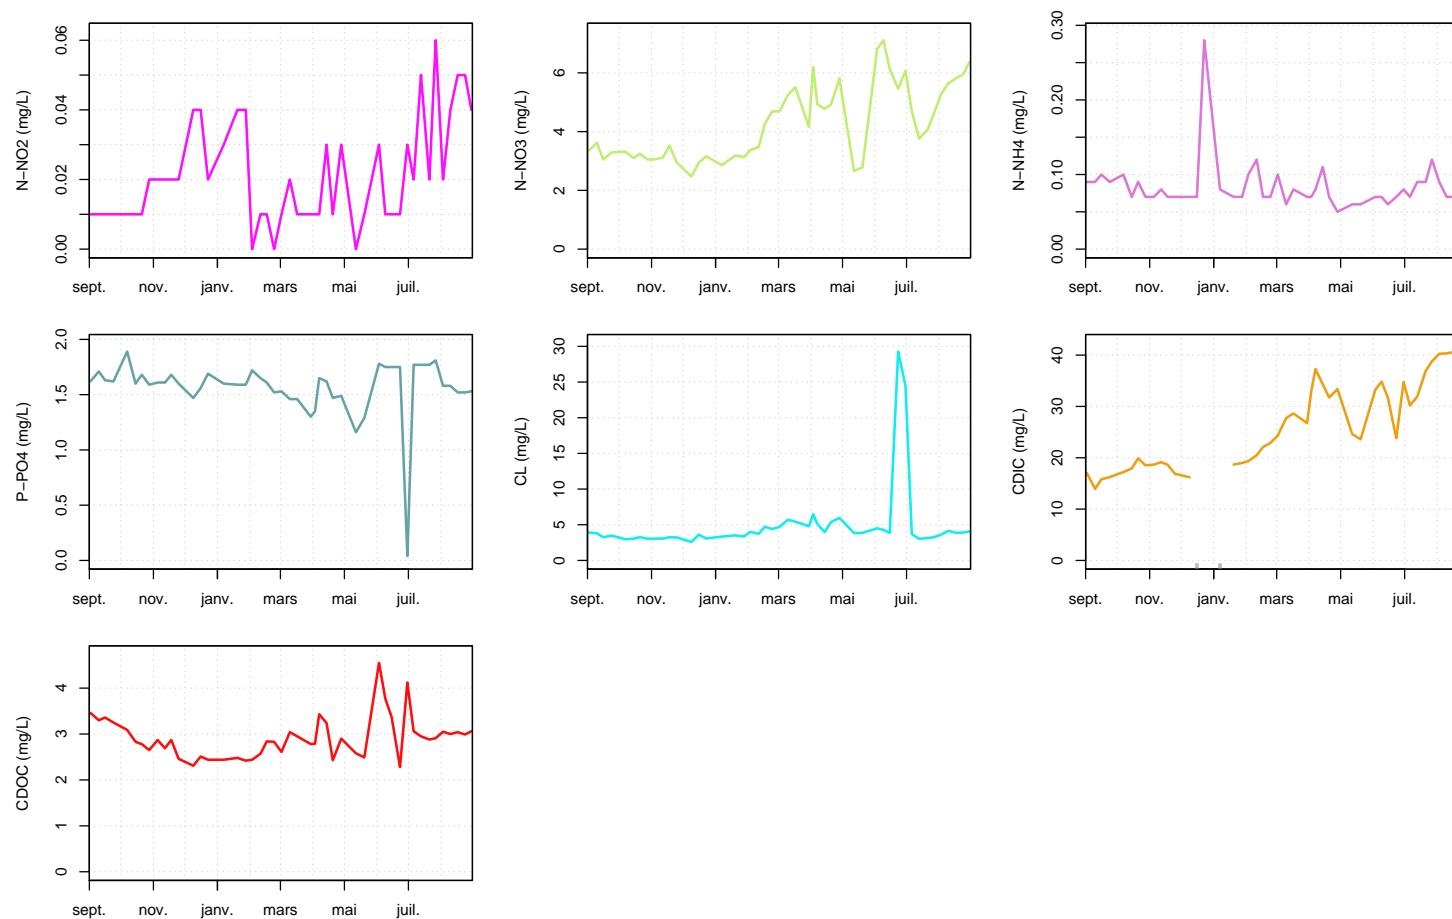 N−NO2 (mg/L)
0.00 0.02 0.04 0.06
sept. nov. janv. mars mai juil.
N−NO3 (mg/L)
0 2 4 6
sept. nov. janv. mars mai juil.
N−NH4 (mg/L)
0.00 0.10 0.20 0.30
sept. nov. janv. mars mai juil.
P−PO4 (mg/L)
0.0 0.5 1.0 1.5 2.0
sept. nov. janv. mars mai juil.
CL (mg/L)
0 5 10 15 20 25 30
sept. nov. janv. mars mai juil.
CDIC (mg/L)
0 10 20 30 40
sept. nov. janv. mars mai juil.
CDOC (mg/L)
0 1 2 3 4
sept. nov. janv. mars mai juil.